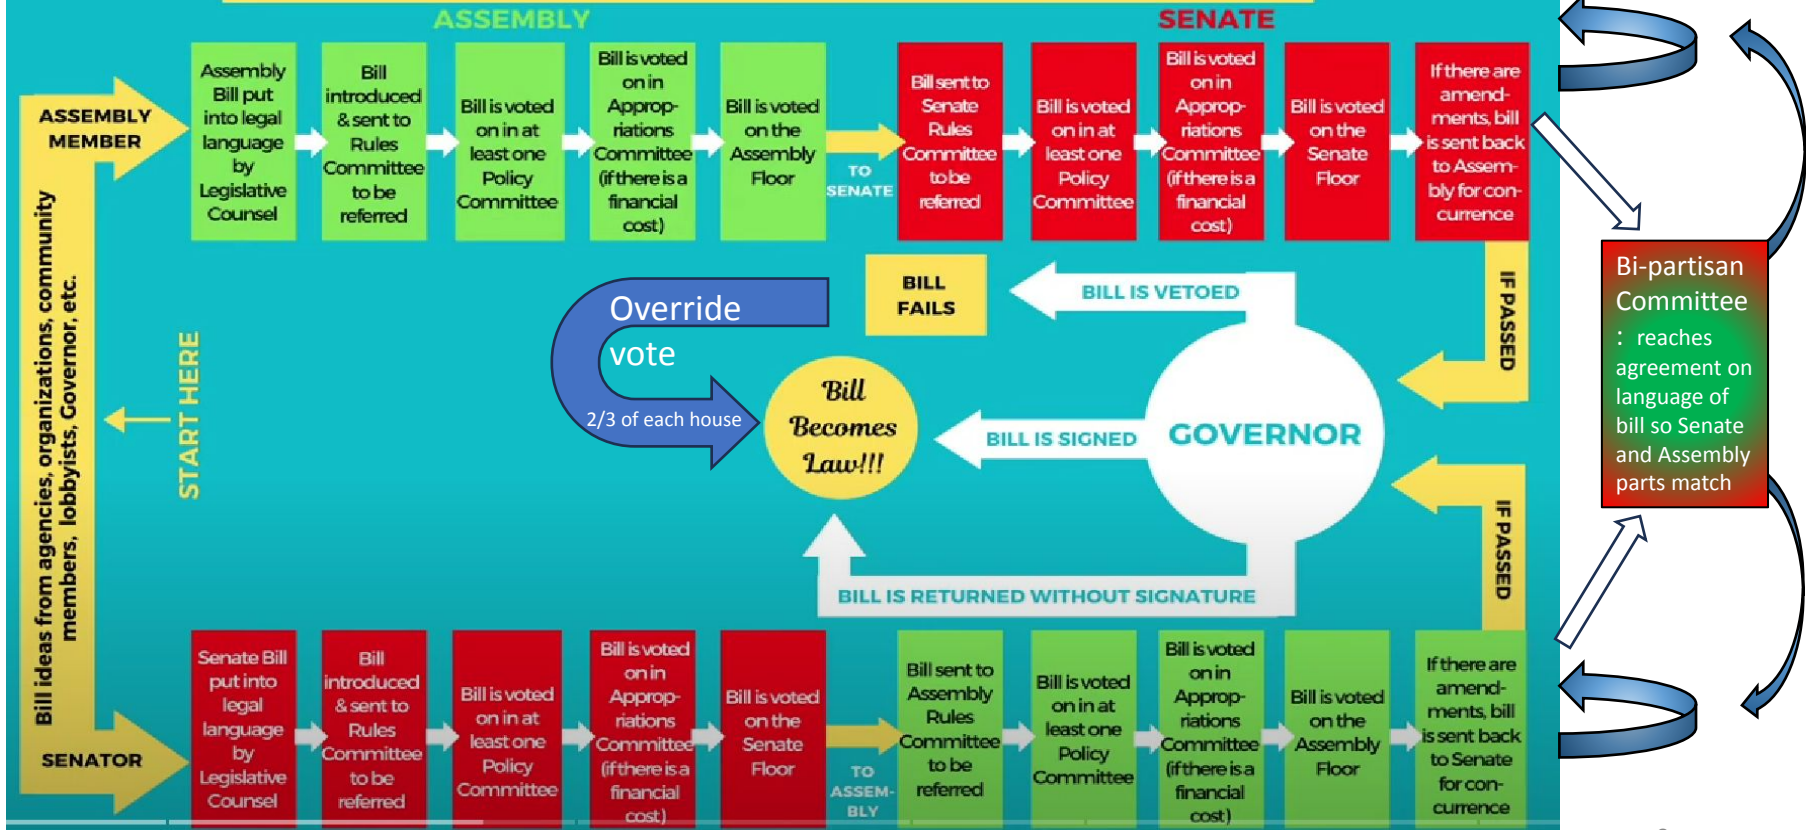 ASSEMBLY
SENATE
ASSEMBLY
MEMBER
Assembly
Bill put
into legal
language
by
Legislative
Counsel
Bill
introduced
& sent to
Rules
Committee
to be
referred
Bill is voted
on in at
least one
Policy
Committee
Bill is voted
on in
Approp-
riations
Committee
(if there is a
financial
cost)
Bill is voted
on the
Assembly
Floor
TO
SENATE
Bill sent to
Senate
Rules
Committee
to be
referred
Bill is voted
on in at
least one
Policy
Committee
Bill is voted
on in
Approp-
riations
Committee
(if there is a
financial
cost)
Bill is voted
on the
Senate
Floor
If there are
amend-
ments, bill
is sent back
to Assem-
bly for con-
currence
Bill ideas from agencies, organizations, community
members, lobbyists, Governor, etc.
START HERE
Override
vote
2/3 of each house
BILL
FAILS
BILL IS VETOED
IF PASSED
Bill
Becomes
Law!!!
BILL IS SIGNED
GOVERNOR
BILL IS RETURNED WITHOUT SIGNATURE
IF PASSED
Bi-partisan
Committee
: reaches
agreement on
language of
bill so Senate
and Assembly
parts match
SENATOR
Senate Bill
put into
legal
language
by
Legislative
Counsel
Bill
introduced
& sent to
Rules
Committee
to be
referred
Bill is voted
on in at
least one
Policy
Committee
Bill is voted
on in
Approp-
riations
Committee
(if there is a
financial
cost)
Bill is voted
on the
Senate
Floor
TO
ASSEM-
BLY
Bill sent to
Assembly
Rules
Committee
to be
referred
Bill is voted
on in at
least one
Policy
Committee
Bill is voted
on in
Approp-
riations
Committee
(if there is a
financial
cost)
Bill is voted
on the
Assembly
Floor
If there are
amend-
ments, bill
is sent back
to Senate
for con-
currence